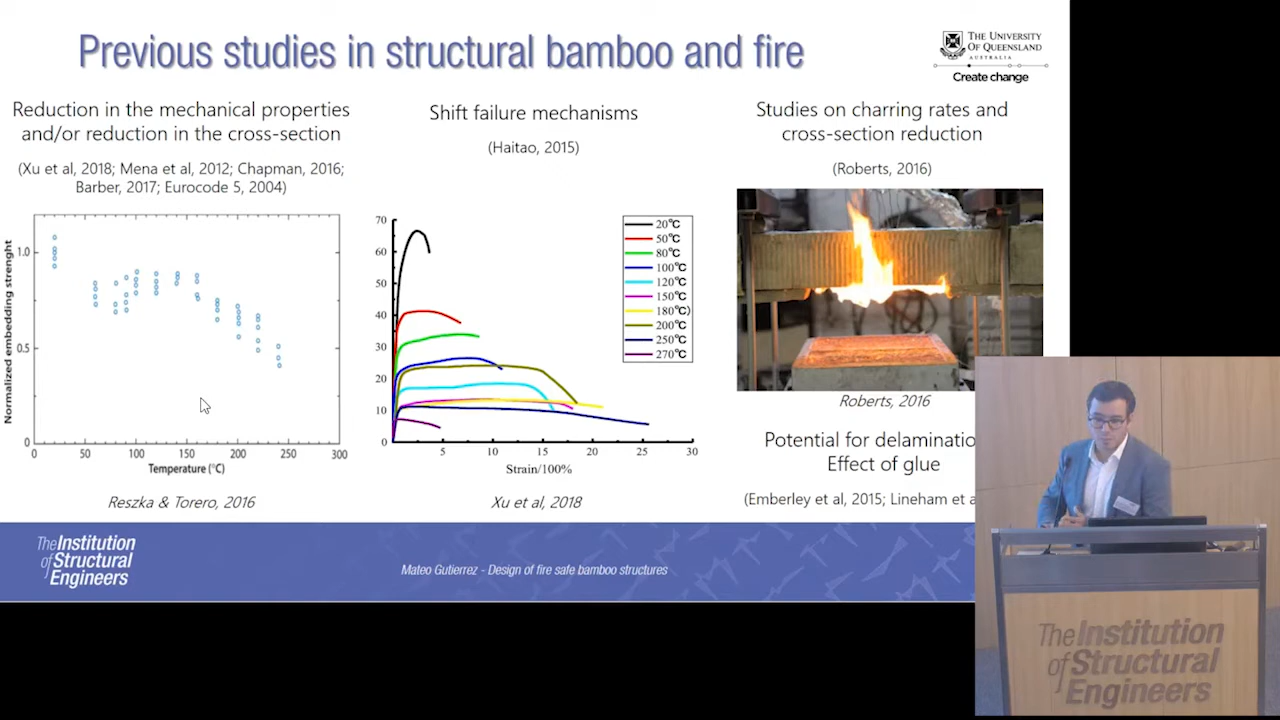 Previous studies in structural bamboo and fire
THE UNIVERSITY
OF QUEENSLAND
AUSTRALIA
Create change
Reduction in the mechanical properties
and/or reduction in the cross-section
(Xu et al, 2018; Mena et al, 2012; Chapman, 2016;
Barber, 2017; Eurocode 5, 2004)
Normalized embedding strenght
1.0
0.5
0
0 50 100 150 200 250 300
Temperature (°C)
Reszka & Torero, 2016
Shift failure mechanisms
(Haitao, 2015)
70
60
50
40
30
20
10
0
5 10 15 20 25 30
Strain/100%
20℃
50℃
80℃
100℃
120℃
150℃
180℃)
200℃
250℃
270℃
Xu et al, 2018
Studies on charring rates and
cross-section reduction
(Roberts, 2016)
Roberts, 2016
Potential for
Effect of glue
(Emberley et al, 2015; Lineham et
The Institution
of Structural
Engineers
Mateo Gutierrez - Design of fire safe bamboo structures
The Institution
of Structural
Engineers